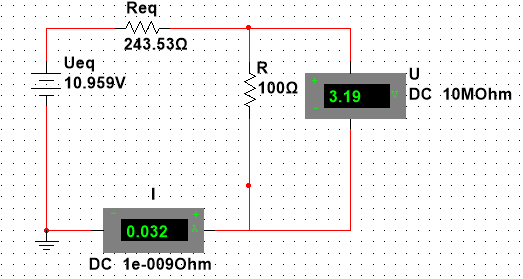 Req
243.53Ω
Ueq
10.959V
R
100Ω
U
+
3.19
V
-
DC 10MOhm
I
-
+
0.032
A
DC 1e-009Ohm